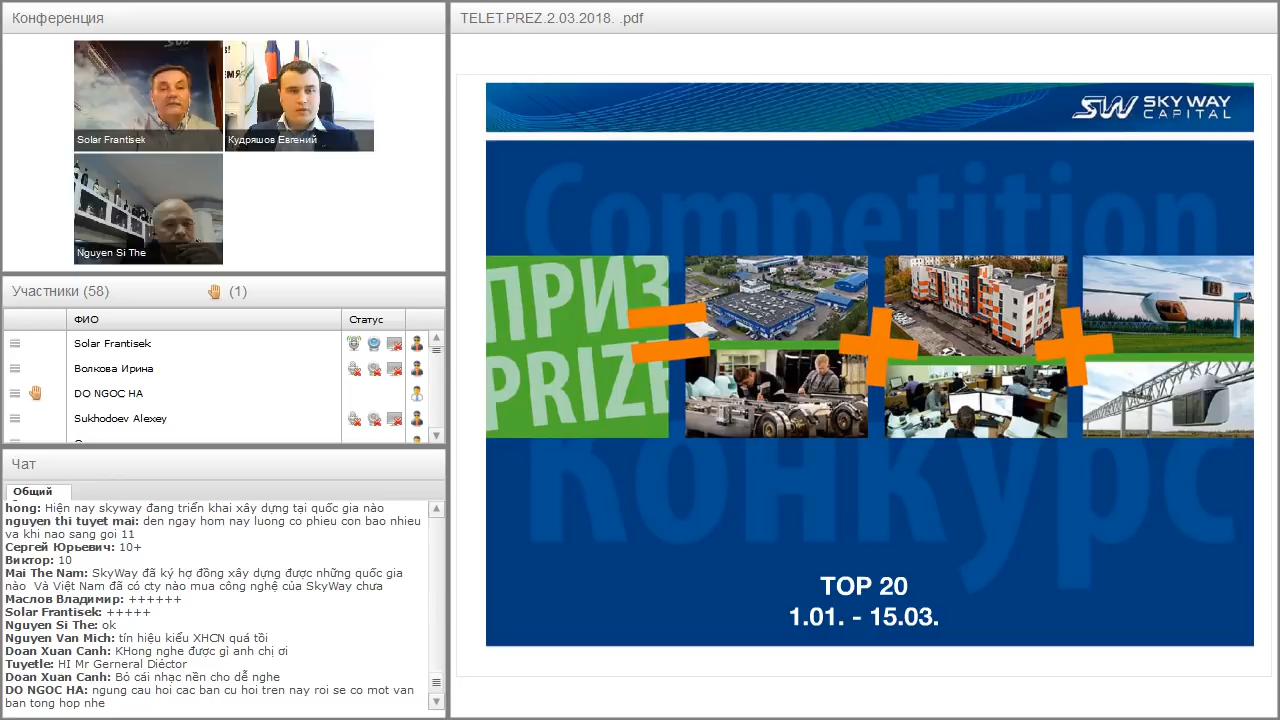 Конференция
Solar Frantisek
Кудряшов Евгений
Nguyen Si The
Участники (58)
(1)
ФИО
Статус
Solar Frantisek
Волкова Ирина
DO NGOC HA
Sukhodoev Alexey
Чат
Общий
hong: Hiện nay skyway đang triển khai xây dựng tại quốc gia nào
nguyen thi tuyet mai: den ngay hom nay luong co phieu con bao nhieu
va khi nao sang goi 11
Сергей Юрьевич: 10+
Виктор: 10
Mai The Nam: SkyWay đã ký hợ đồng xây dựng được những quốc gia
nào Và Việt Nam đã có cty nào mua công nghệ của SkyWay chưa
Маслов Владимир: ++++++
Solar Frantisek: +++++
Nguyen Si The: ok
Nguyen Van Mich: tín hiệu kiểu XHCN quá tồi
Doan Xuan Canh: KHong nghe được gì anh chị ơi
Tuyetle: HI Mr Gerneral Diéctor
Doan Xuan Canh: Bỏ cái nhạc nền cho dễ nghe
DO NGOC HA: ngung cau hoi cac ban cu hoi tren nay roi se co mot van
ban tong hop nhe
TELET.PREZ.2.03.2018. .pdf
SW SKY WAY
CAPITAL
Competition
ПРИЗ
PRIZE
Конкурс
TOP 20
1.01. - 15.03.